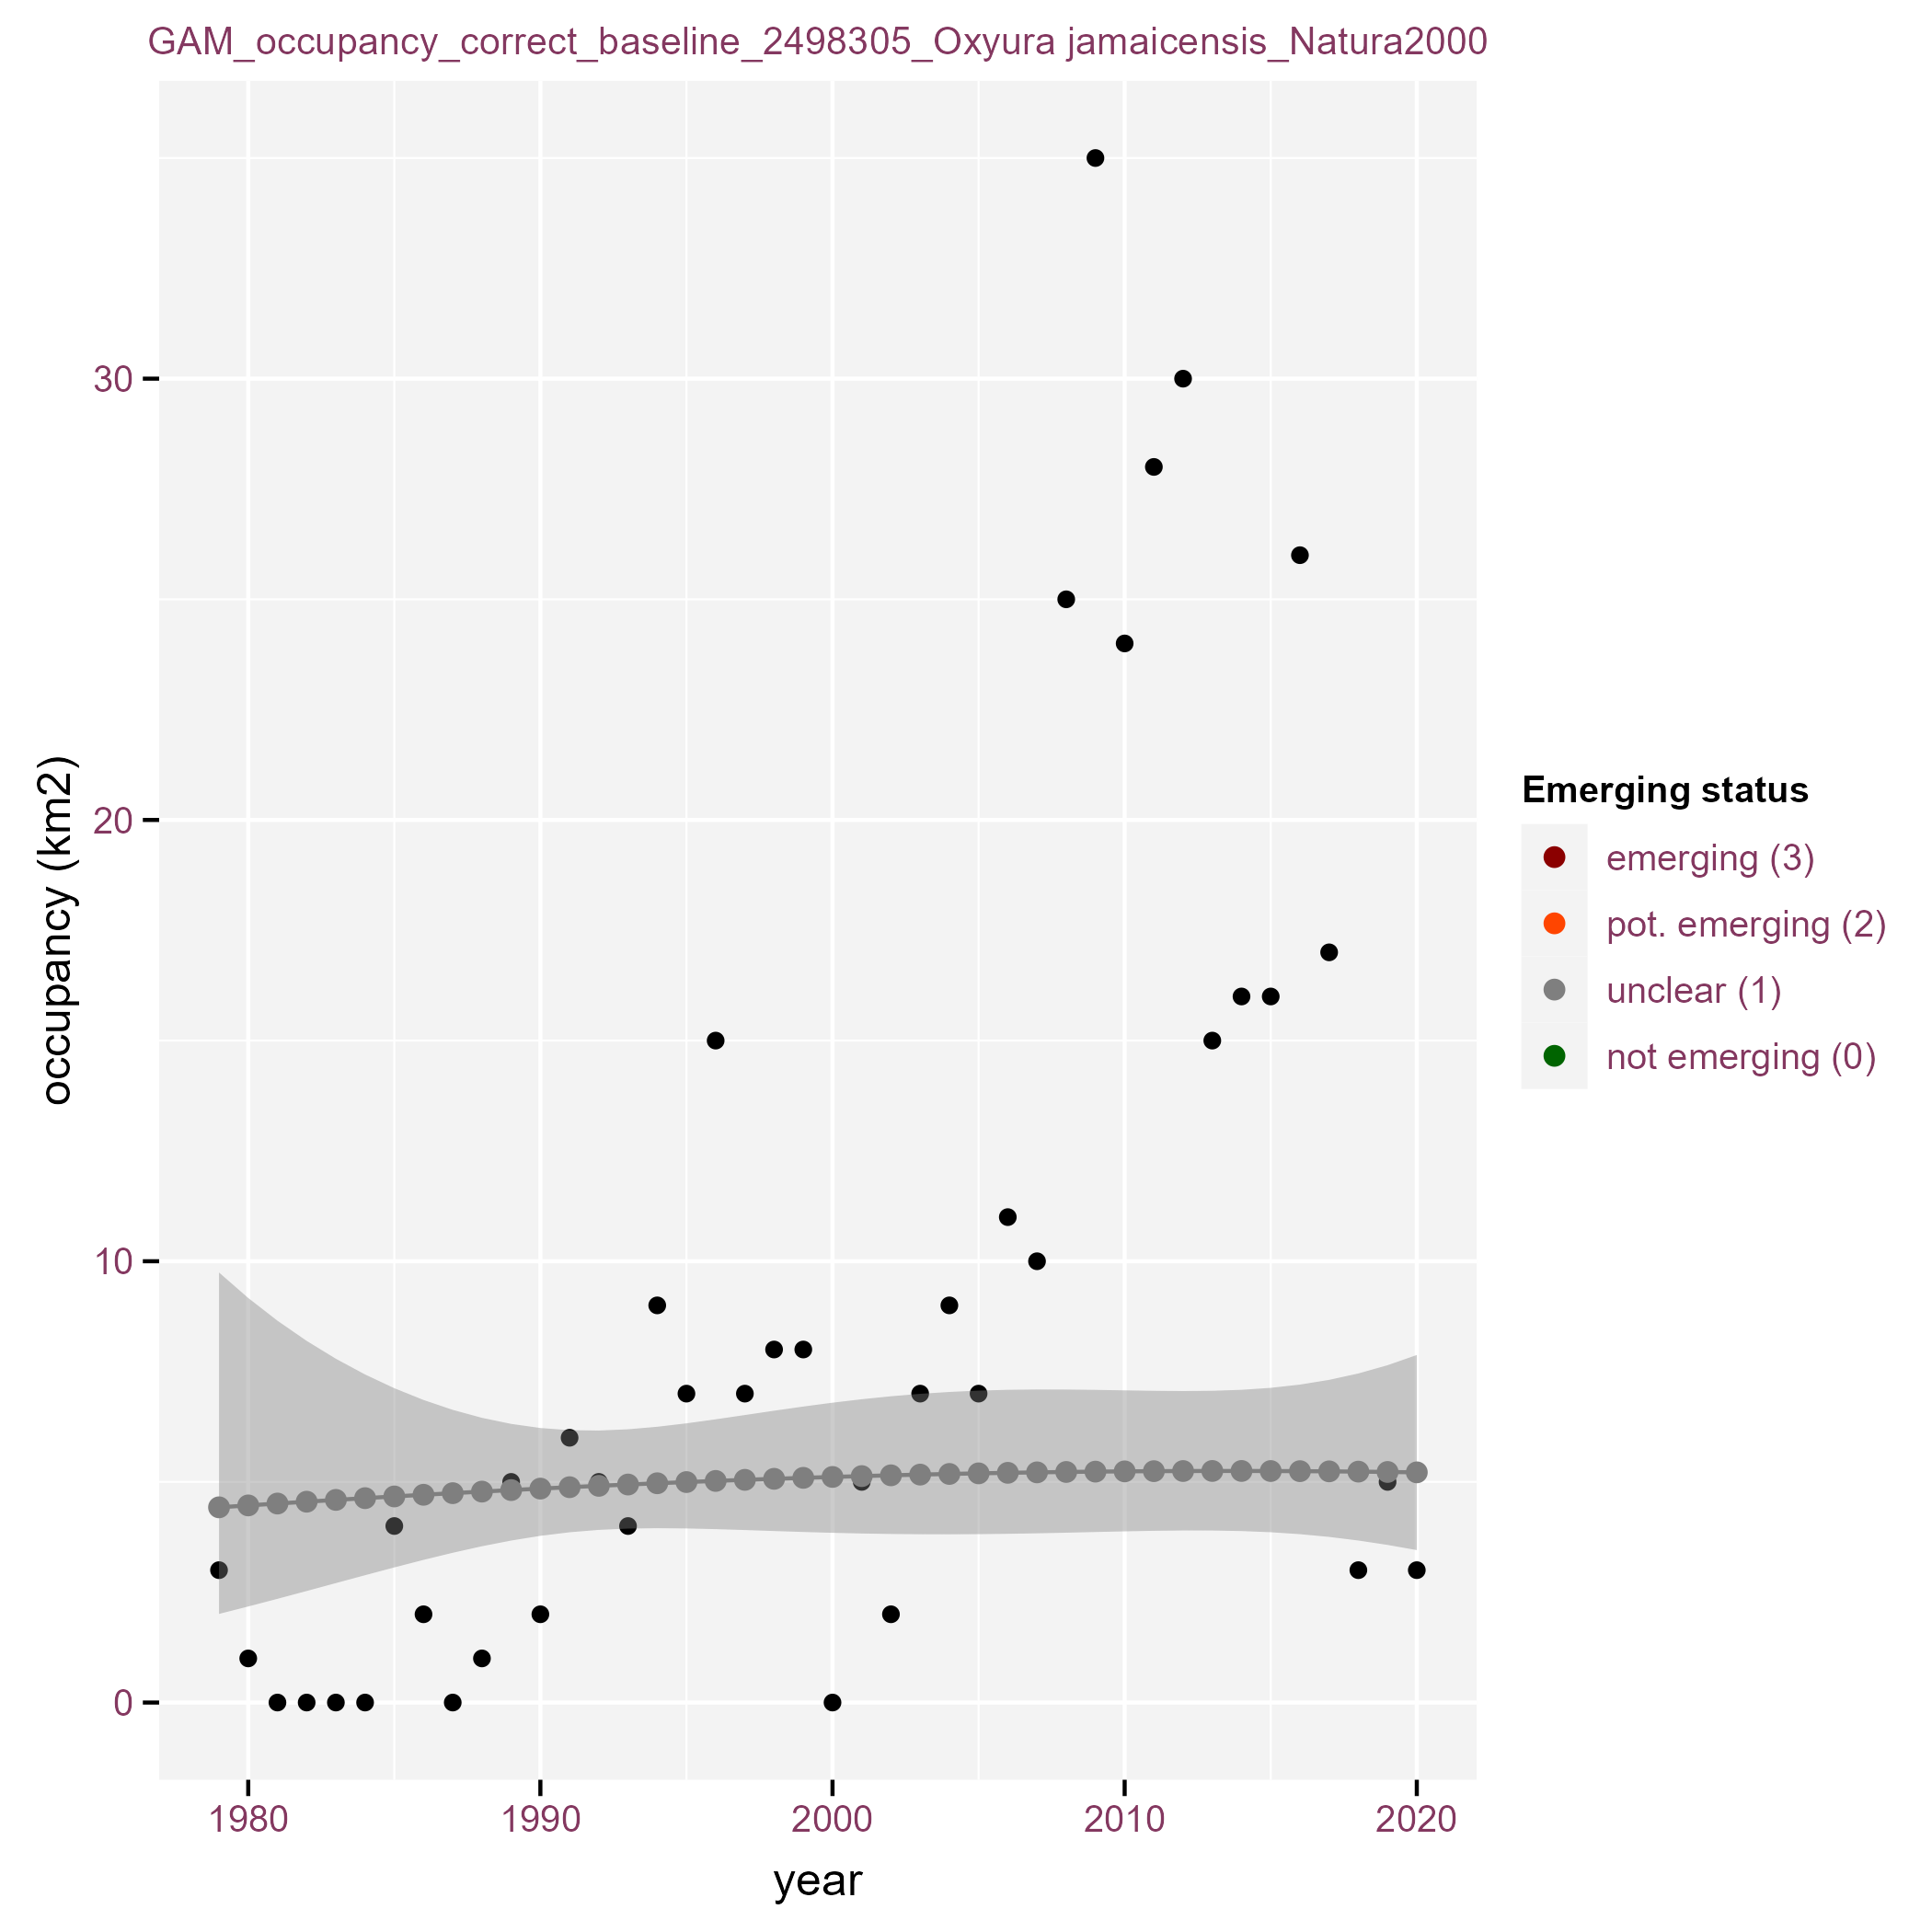 GAM_occupancy_correct_baseline_2498305_Oxyura jamaicensis_Natura2000
occupancy (km2)
30
20
10
0
1980 1990 2000 2010 2020
year
Emerging status
emerging (3)
pot. emerging (2)
unclear (1)
not emerging (0)